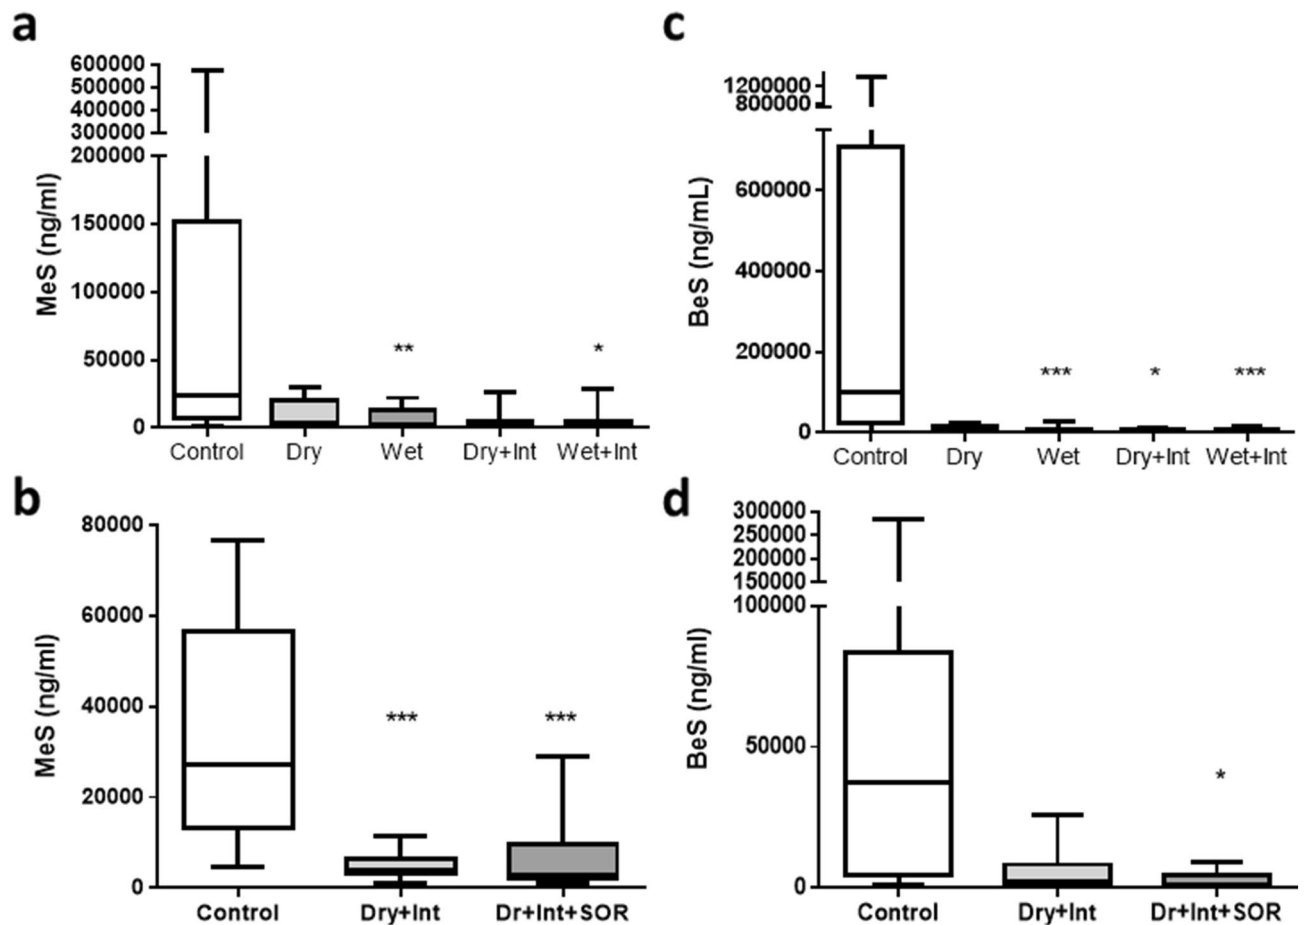 a
600000
500000
400000
300000
200000
150000
100000
50000
0
MeS (ng/ml)
** *
Control Dry Wet Dry+Int Wet+Int
b
80000
60000
40000
20000
0
MeS (ng/ml)
*** ***
Control Dry+Int Dr+Int+SOR
c
1200000
800000
600000
400000
200000
0
BeS (ng/mL)
*** * ***
Control Dry Wet Dry+Int Wet+Int
d
300000
250000
200000
150000
100000
50000
0
BeS (ng/ml)
*
Control Dry+Int Dr+Int+SOR